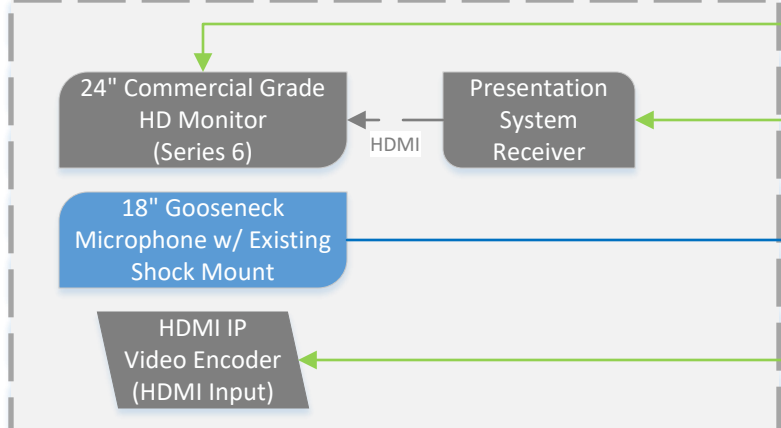 24" Commercial Grade
HD Monitor
(Series 6)
HDMI
Presentation
System
Receiver
18" Gooseneck
Microphone w/ Existing
Shock Mount
HDMI IP
Video Encoder
(HDMI Input)